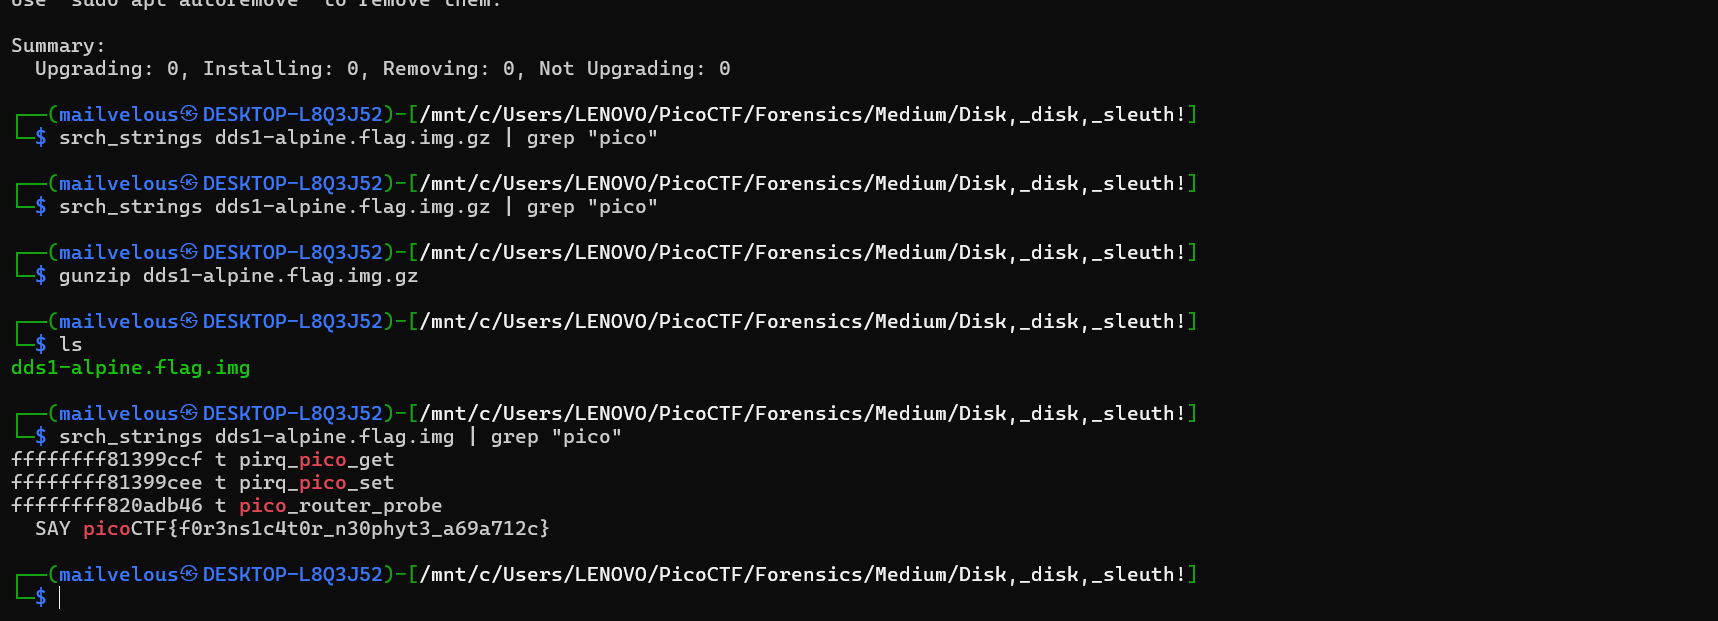 Use 'sudo apt autoremove' to remove them.
Summary:
  Upgrading: 0, Installing: 0, Removing: 0, Not Upgrading: 0
┌──(mailvelous㉿DESKTOP-L8Q3J52)-[/mnt/c/Users/LENOVO/PicoCTF/Forensics/Medium/Disk,_disk,_sleuth!]
└─$ srch_strings dds1-alpine.flag.img.gz | grep "pico"
┌──(mailvelous㉿DESKTOP-L8Q3J52)-[/mnt/c/Users/LENOVO/PicoCTF/Forensics/Medium/Disk,_disk,_sleuth!]
└─$ srch_strings dds1-alpine.flag.img.gz | grep "pico"
┌──(mailvelous㉿DESKTOP-L8Q3J52)-[/mnt/c/Users/LENOVO/PicoCTF/Forensics/Medium/Disk,_disk,_sleuth!]
└─$ gunzip dds1-alpine.flag.img.gz
┌──(mailvelous㉿DESKTOP-L8Q3J52)-[/mnt/c/Users/LENOVO/PicoCTF/Forensics/Medium/Disk,_disk,_sleuth!]
└─$ ls
dds1-alpine.flag.img
┌──(mailvelous㉿DESKTOP-L8Q3J52)-[/mnt/c/Users/LENOVO/PicoCTF/Forensics/Medium/Disk,_disk,_sleuth!]
└─$ srch_strings dds1-alpine.flag.img | grep "pico"
ffffffff81399ccf t pirq_pico_get
ffffffff81399cee t pirq_pico_set
ffffffff820adb46 t pico_router_probe
  SAY picoCTF{f0r3ns1c4t0r_n30phyt3_a69a712c}
┌──(mailvelous㉿DESKTOP-L8Q3J52)-[/mnt/c/Users/LENOVO/PicoCTF/Forensics/Medium/Disk,_disk,_sleuth!]
└─$